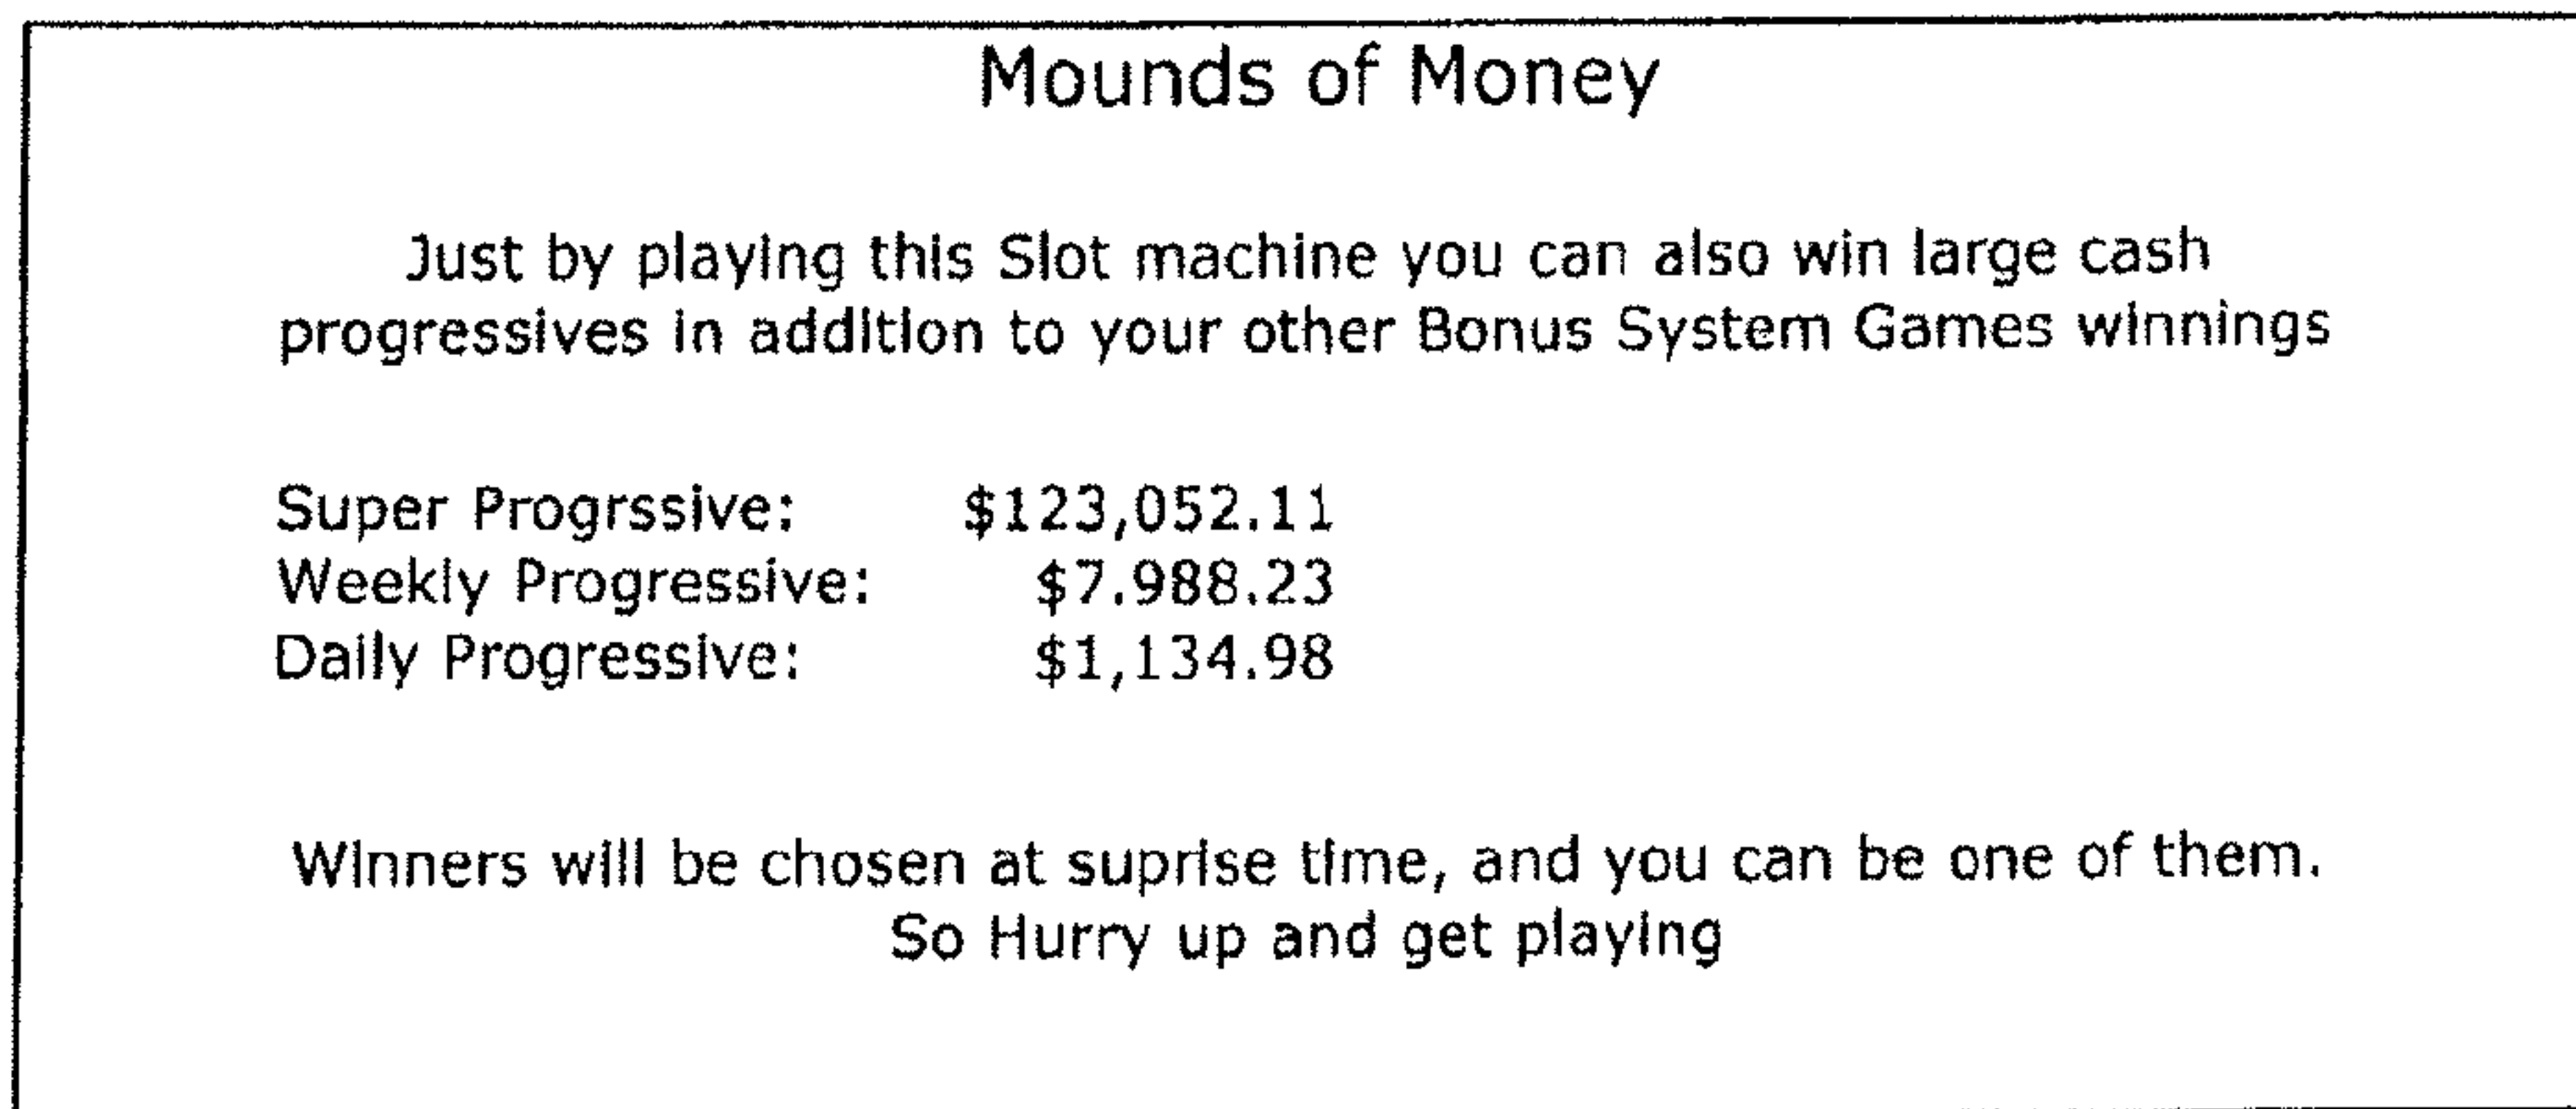 Mounds of Money
Just by playing this Slot machine you can also win large cash
progressives in addition to your other Bonus System Games winnings
Super Progrssive: $123,052.11
Weekly Progressive: $7.988.23
Daily Progressive: $1,134.98
Winners will be chosen at suprise time, and you can be one of them.
So Hurry up and get playing